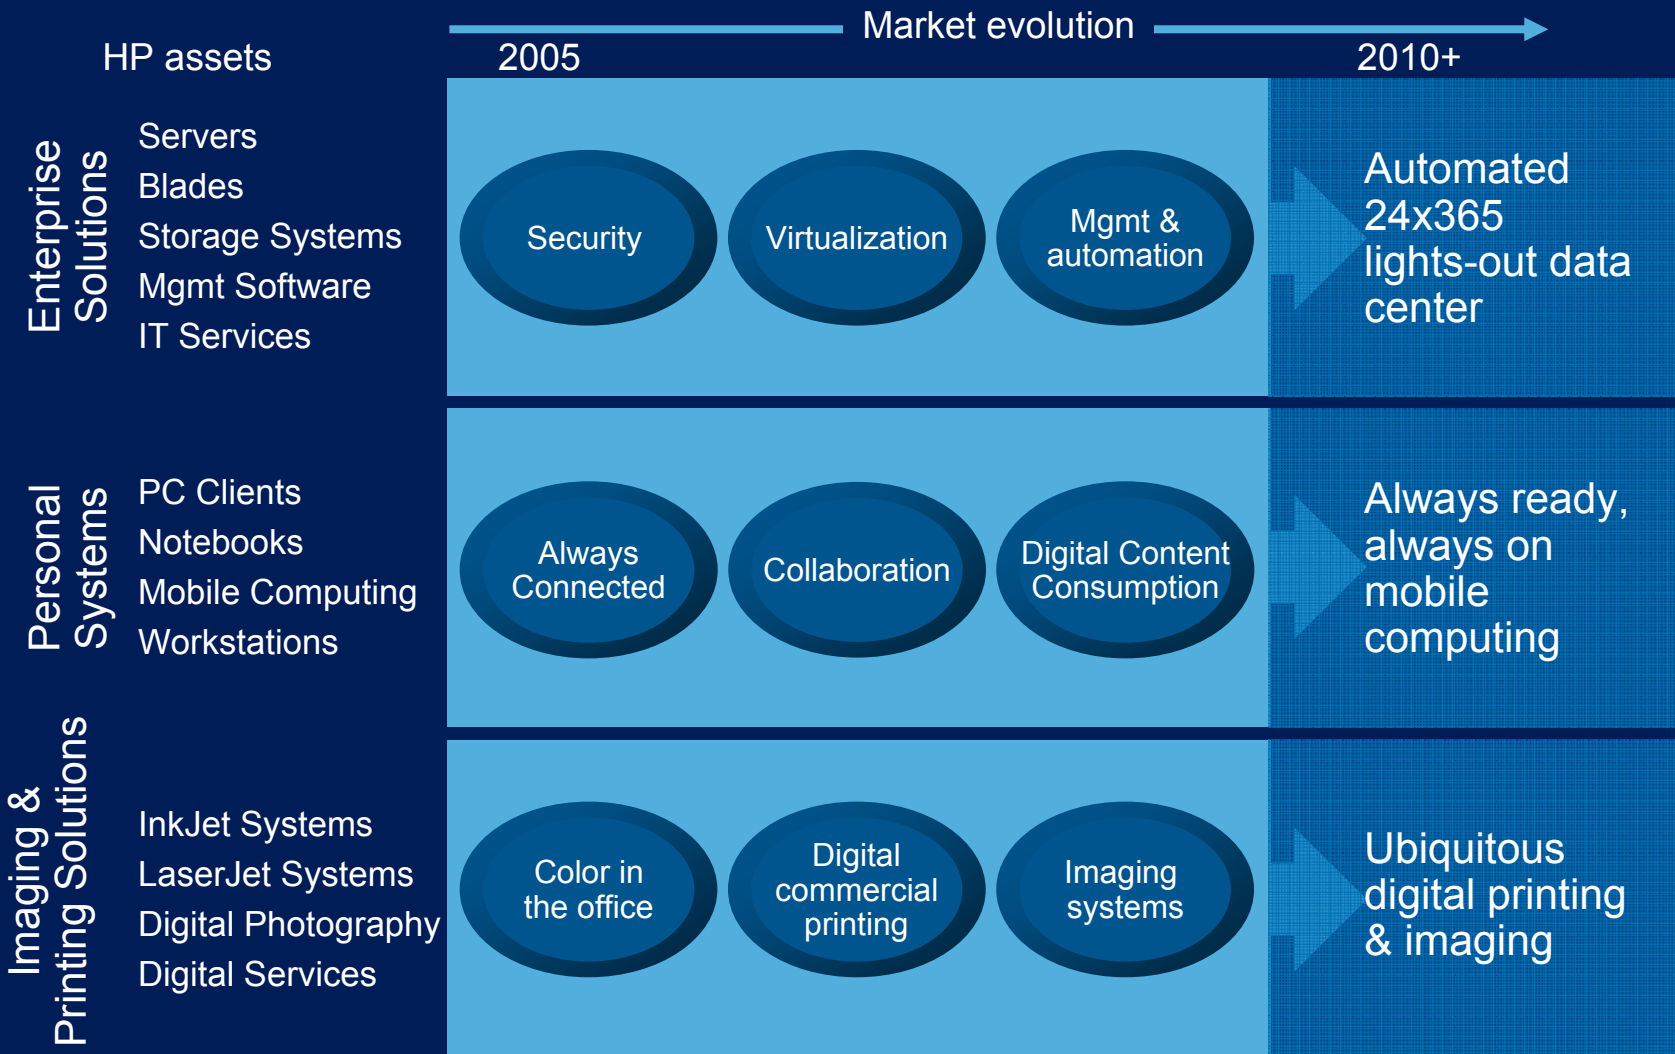 Market evolution
HP assets
2005
2010+
Enterprise
Solutions
Servers
Blades
Storage Systems
Mgmt Software
IT Services
Security
Virtualization
Mgmt &
automation
Automated
24x365
lights-out data
center
Personal
Systems
PC Clients
Notebooks
Mobile Computing
Workstations
Always
Connected
Collaboration
Digital Content
Consumption
Always ready,
always on
mobile
computing
Imaging &
Printing Solutions
InkJet Systems
LaserJet Systems
Digital Photography
Digital Services
Color in
the office
Digital
commercial
printing
Imaging
systems
Ubiquitous
digital printing
& imaging